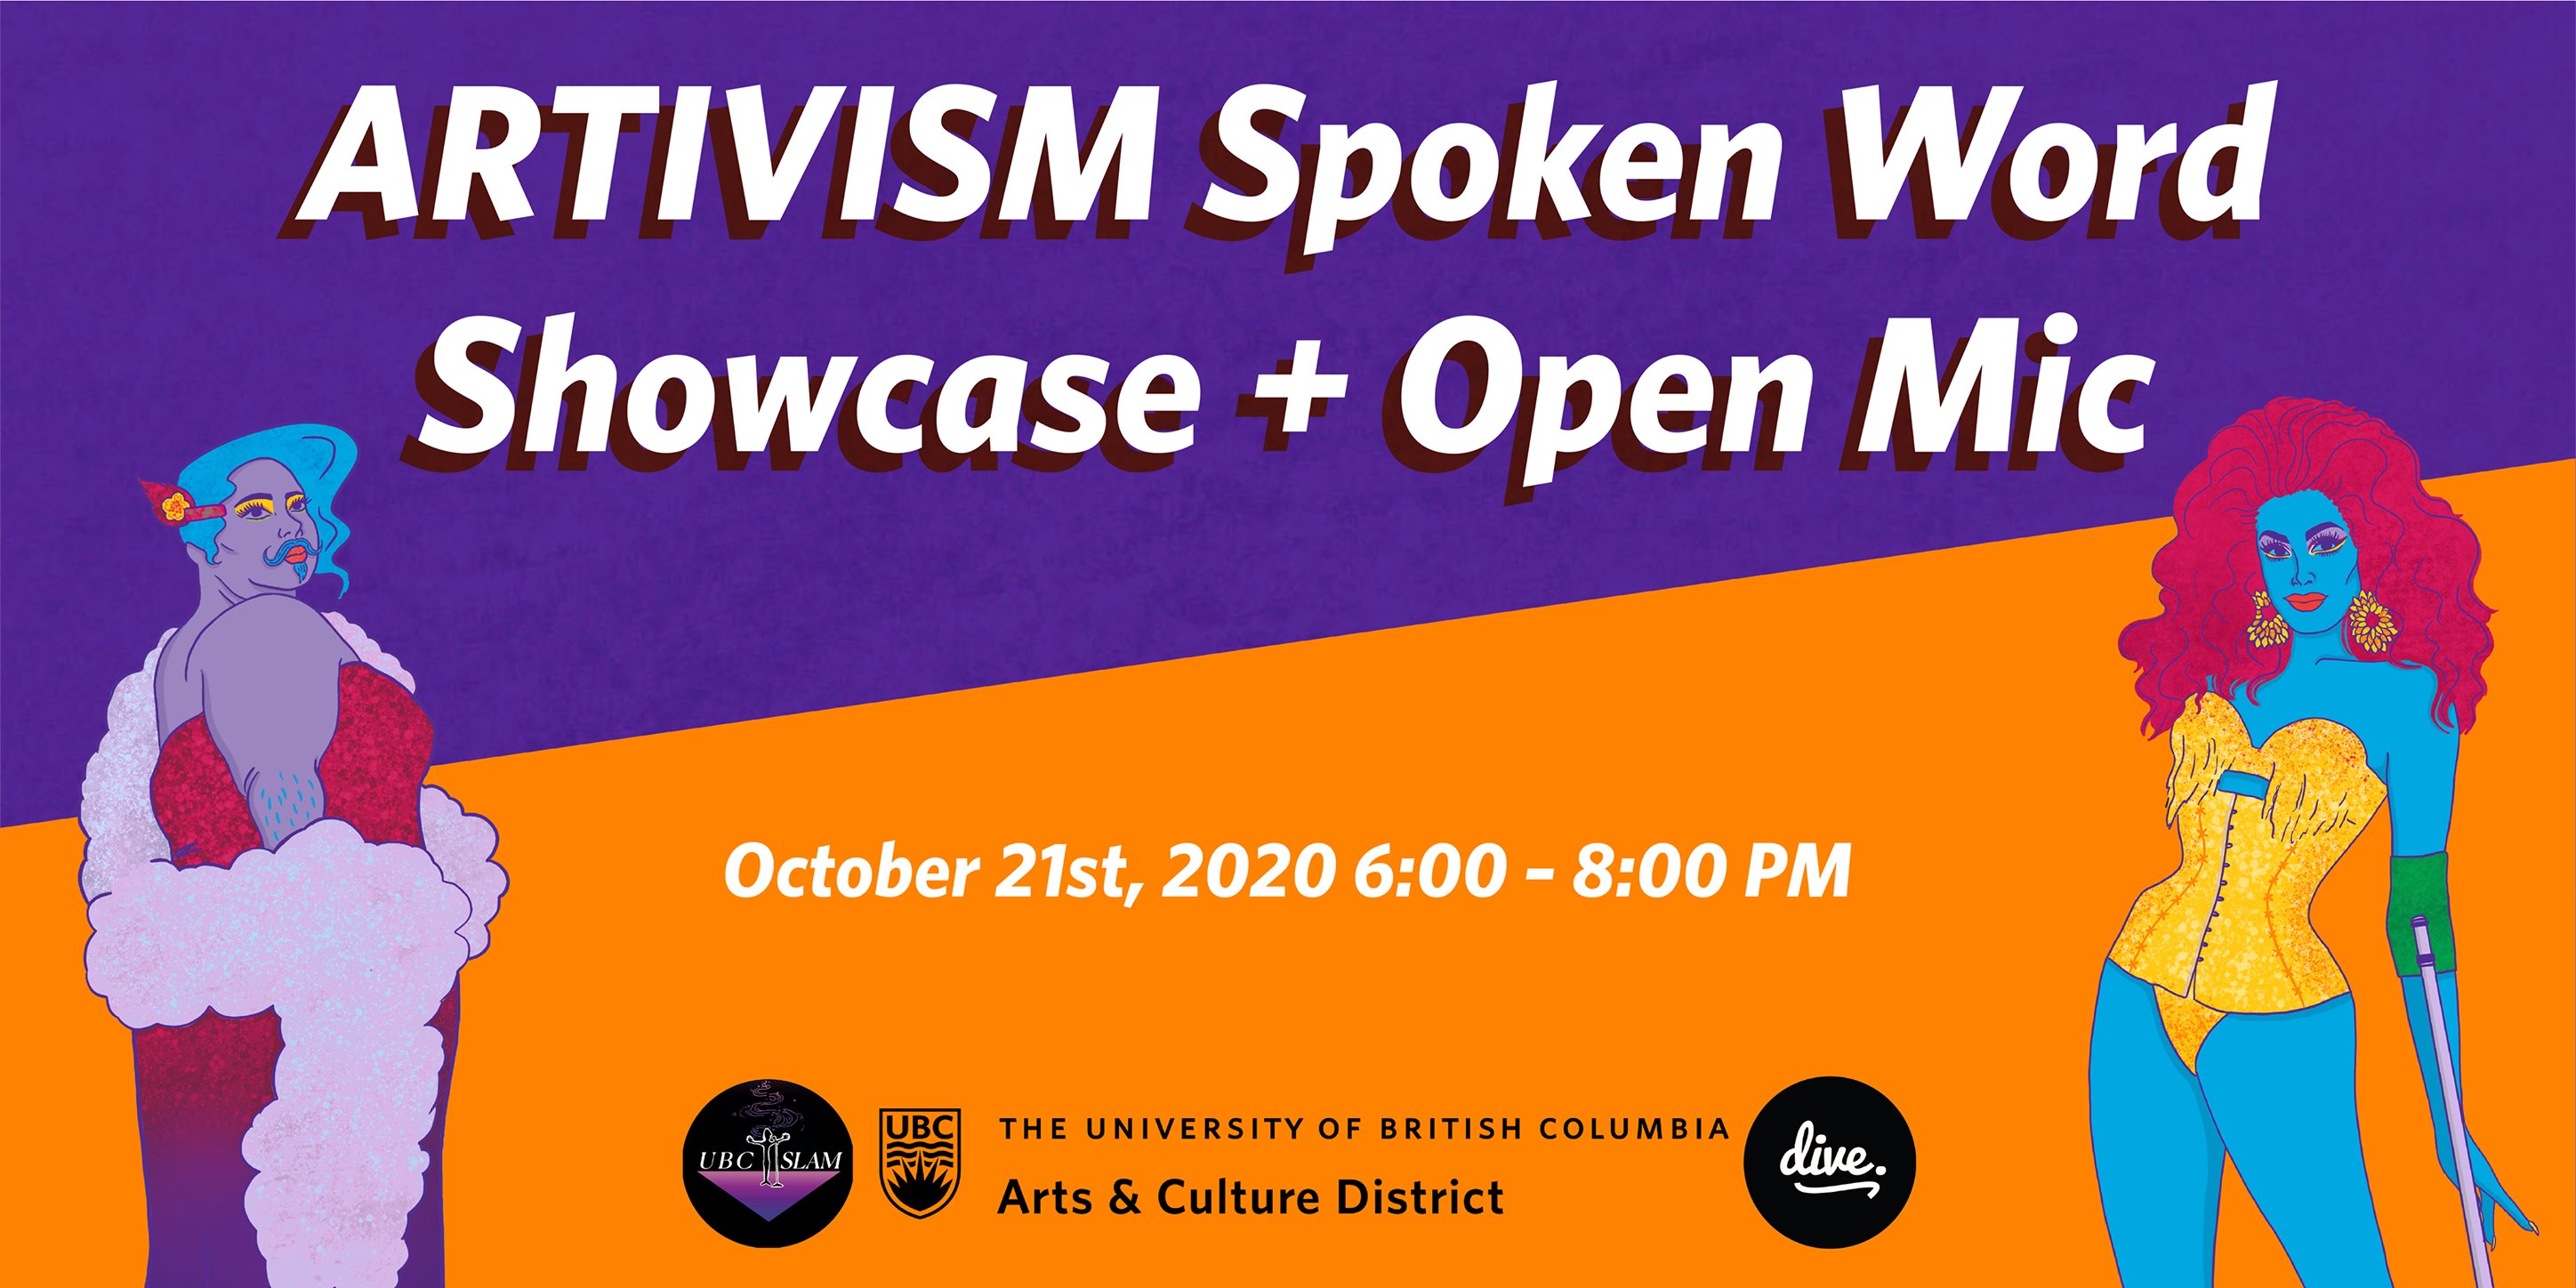 ARTIVISM Spoken Word
Showcase + Open Mic
October 21st, 2020 6:00 - 8:00 PM
UBC SLAM
UBC
THE UNIVERSITY OF BRITISH COLUMBIA
Arts & Culture District
dive.